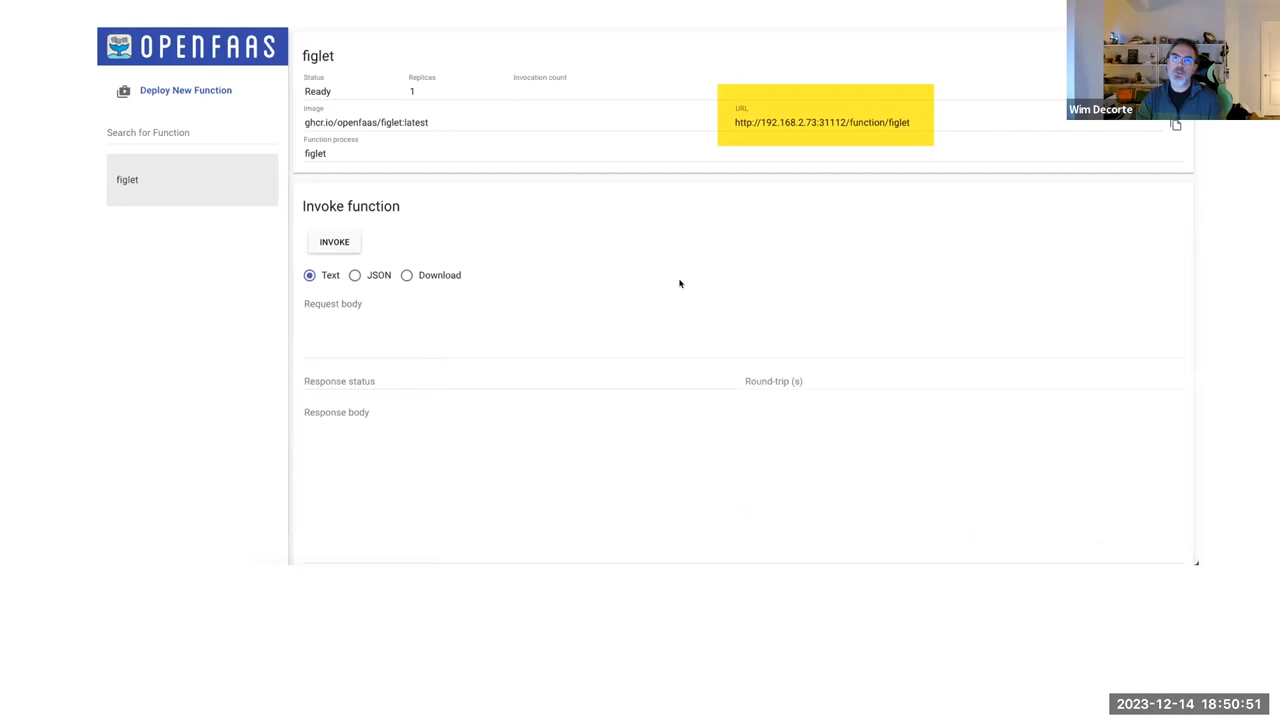 OPENFAAS
Deploy New Function
Search for Function
figlet
figlet
Status
Replicas
Invocation count
Ready
1
Image
URL
ghcr.io/openfaas/figlet:latest
http://192.168.2.73:31112/function/figlet
Function process
figlet
Invoke function
INVOKE
Text
JSON
Download
Request body
Response status
Round-trip (s)
Response body
Wim Decorte
2023-12-14 18:50:51